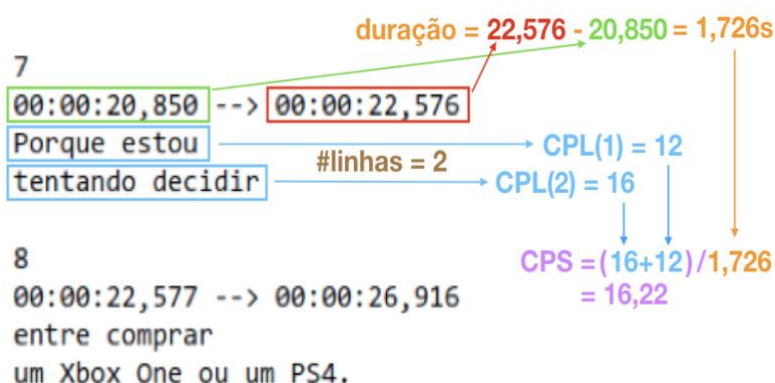 duração = 22,576 - 20,850 = 1,726s
7
00:00:20,850 --> 00:00:22,576
Porque estou
CPL(1) = 12
#linhas = 2
tentando decidir
CPL(2) = 16
8
CPS = (16+12)/1,726
00:00:22,577 --> 00:00:26,916
= 16,22
entre comprar
um Xbox One ou um PS4.